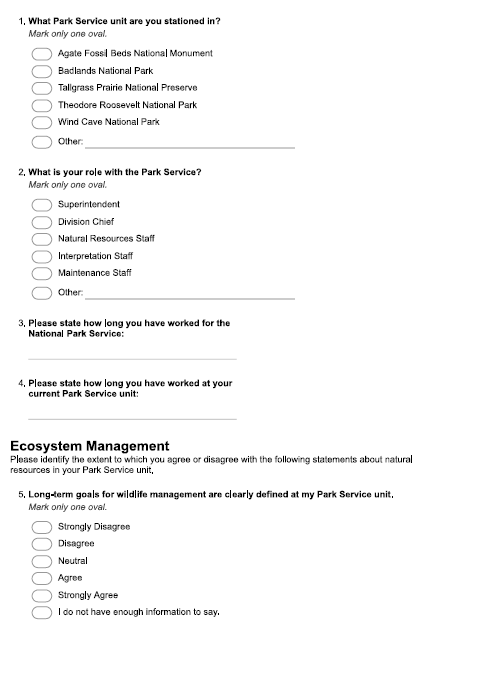 1. What Park Service unit are you stationed in?
Mark only one oval.
Agate Fossil Beds National Monument
Badlands National Park
Tallgrass Prairie National Preserve
Theodore Roosevelt National Park
Wind Cave National Park
Other:
2. What is your role with the Park Service?
Mark only one oval.
Superintendent
Division Chief
Natural Resources Staff
Interpretation Staff
Maintenance Staff
Other:
3. Please state how long you have worked for the
National Park Service:
4. Please state how long you have worked at your
current Park Service unit:
Ecosystem Management
Please identify the extent to which you agree or disagree with the following statements about natural
resources in your Park Service unit.
5. Long-term goals for wildlife management are clearly defined at my Park Service unit.
Mark only one oval.
Strongly Disagree
Disagree
Neutral
Agree
Strongly Agree
I do not have enough information to say.